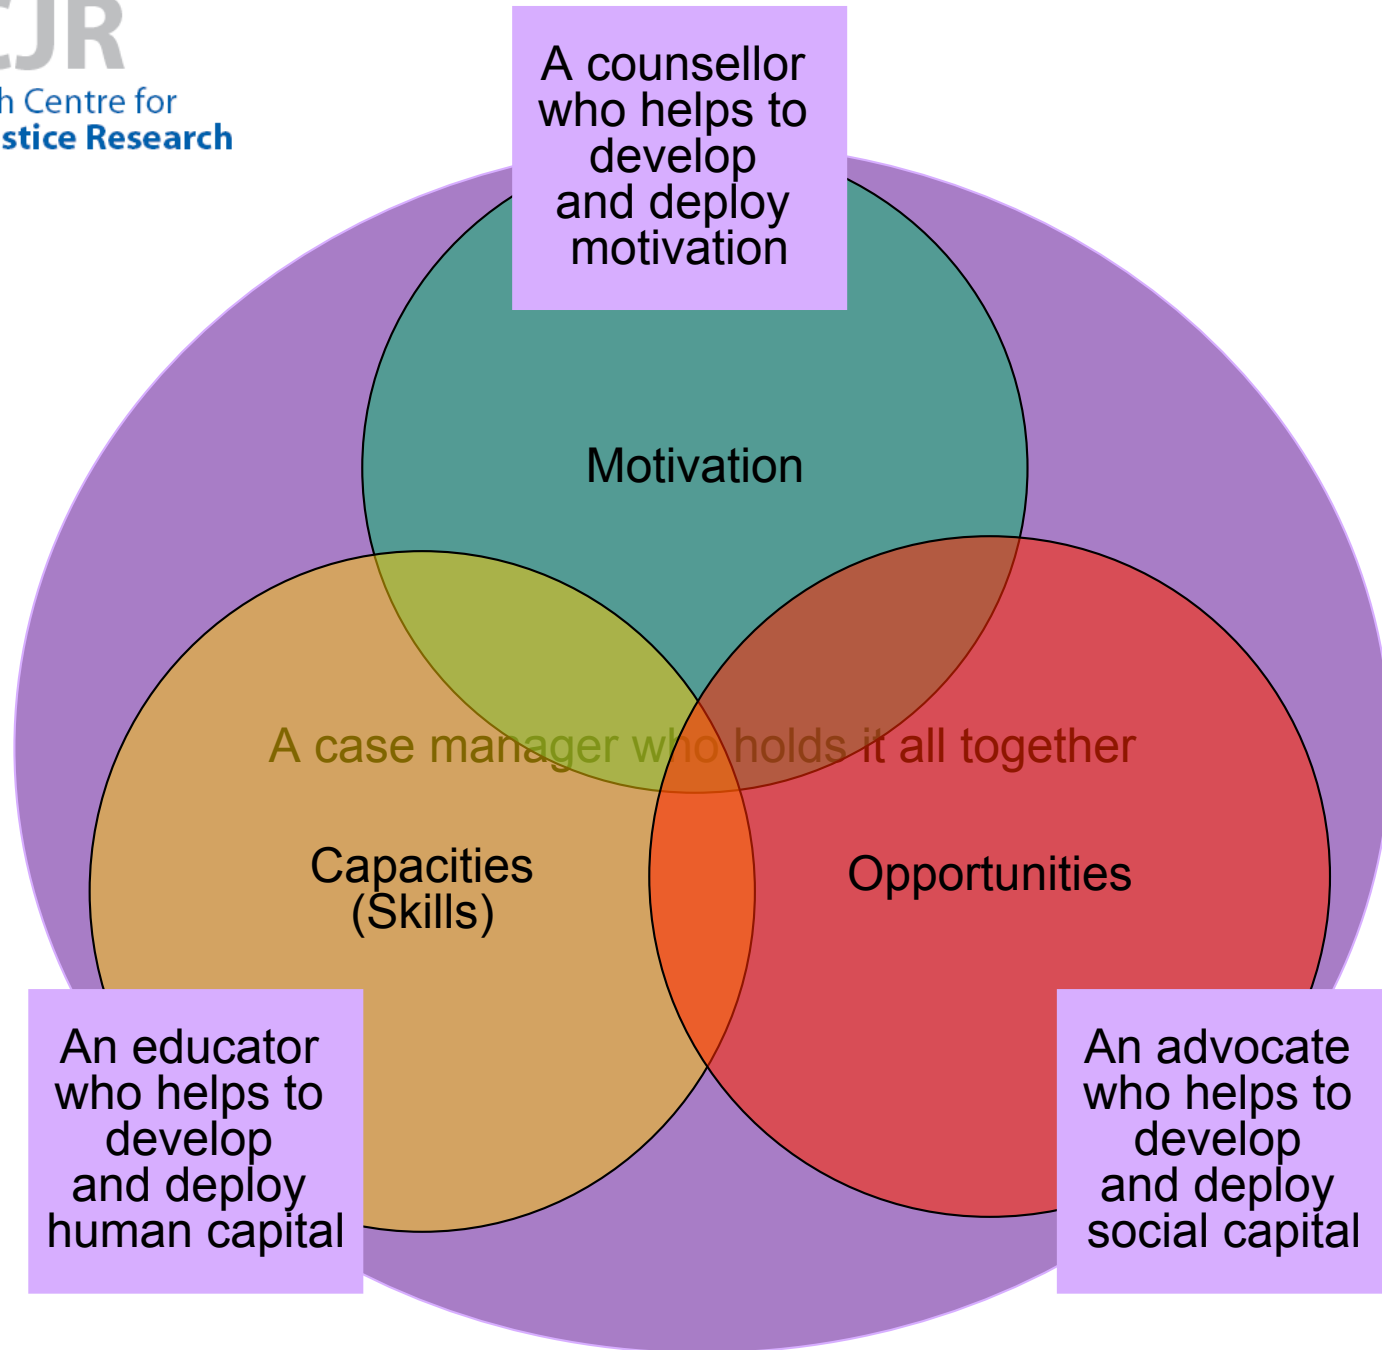 CJR
h Centre for
stice Research
A counsellor
who helps to
develop
and deploy
motivation
Motivation
A case manager who holds it all together
Capacities
(Skills)
Opportunities
An educator
who helps to
develop
and deploy
human capital
An advocate
who helps to
develop
and deploy
social capital